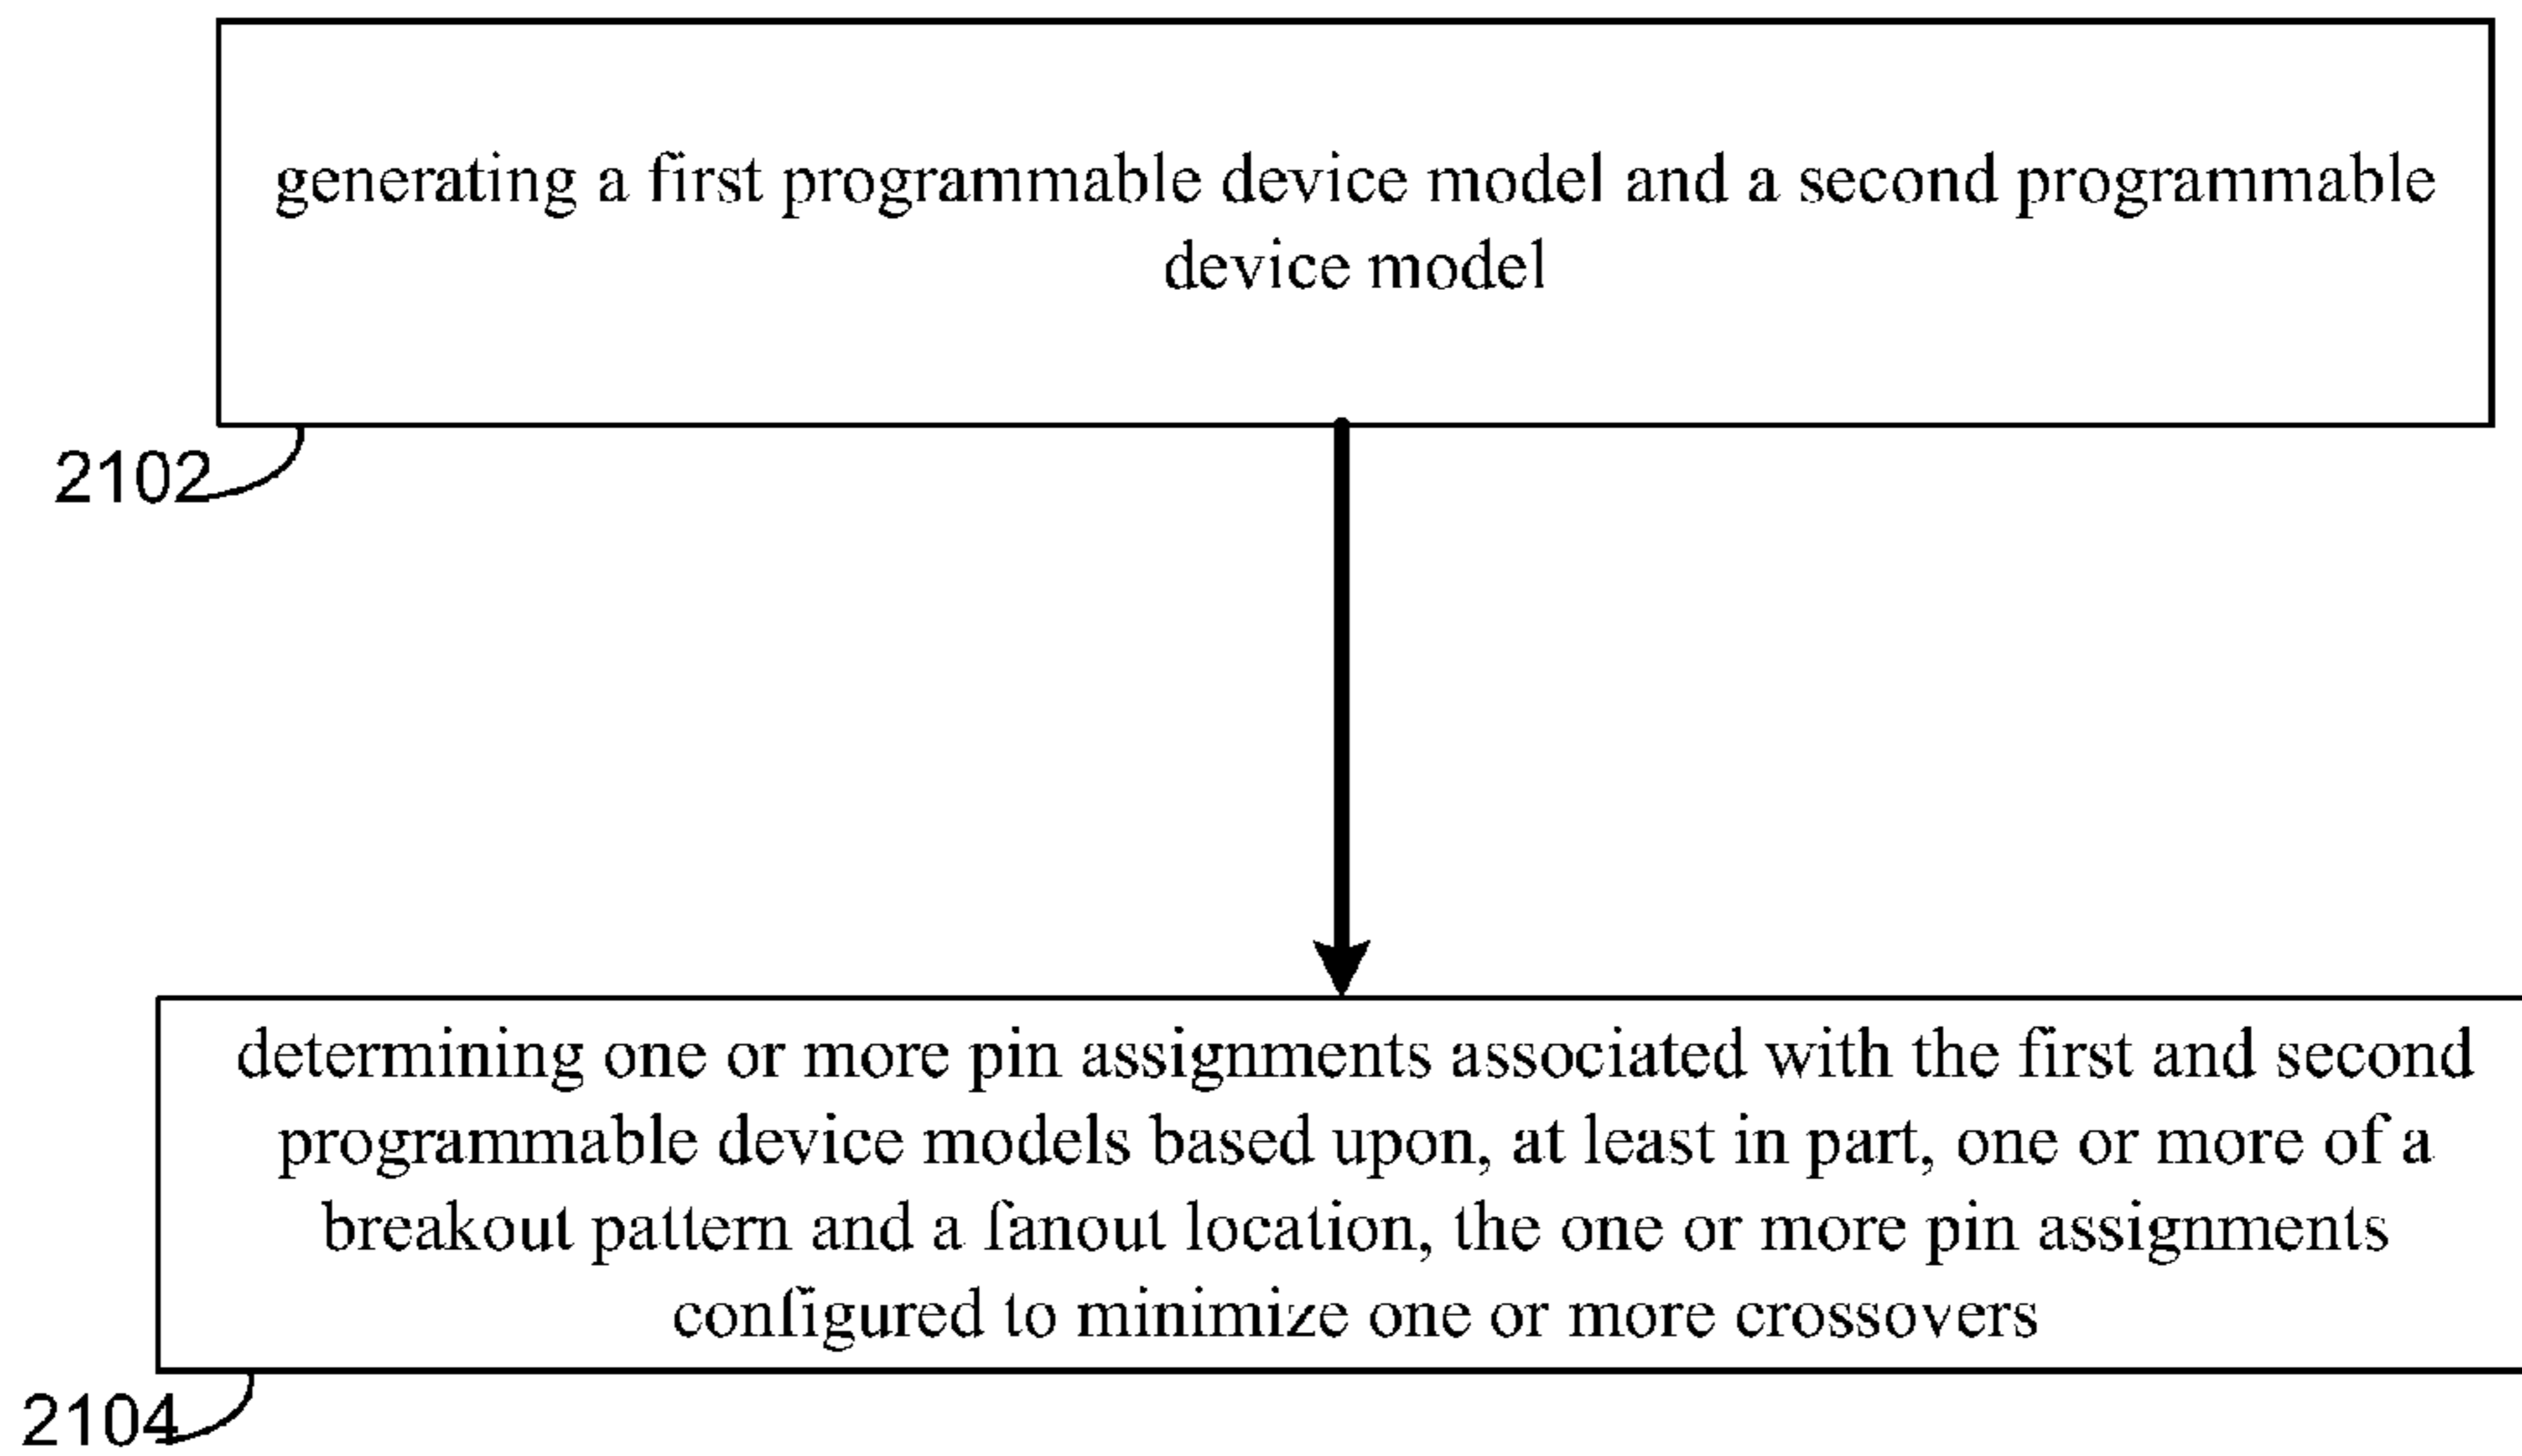 generating a first programmable device model and a second programmable
device model
2102
determining one or more pin assignments associated with the first and second
programmable device models based upon, at least in part, one or more of a
breakout pattern and a fanout location, the one or more pin assignments
configured to minimize one or more crossovers
2104